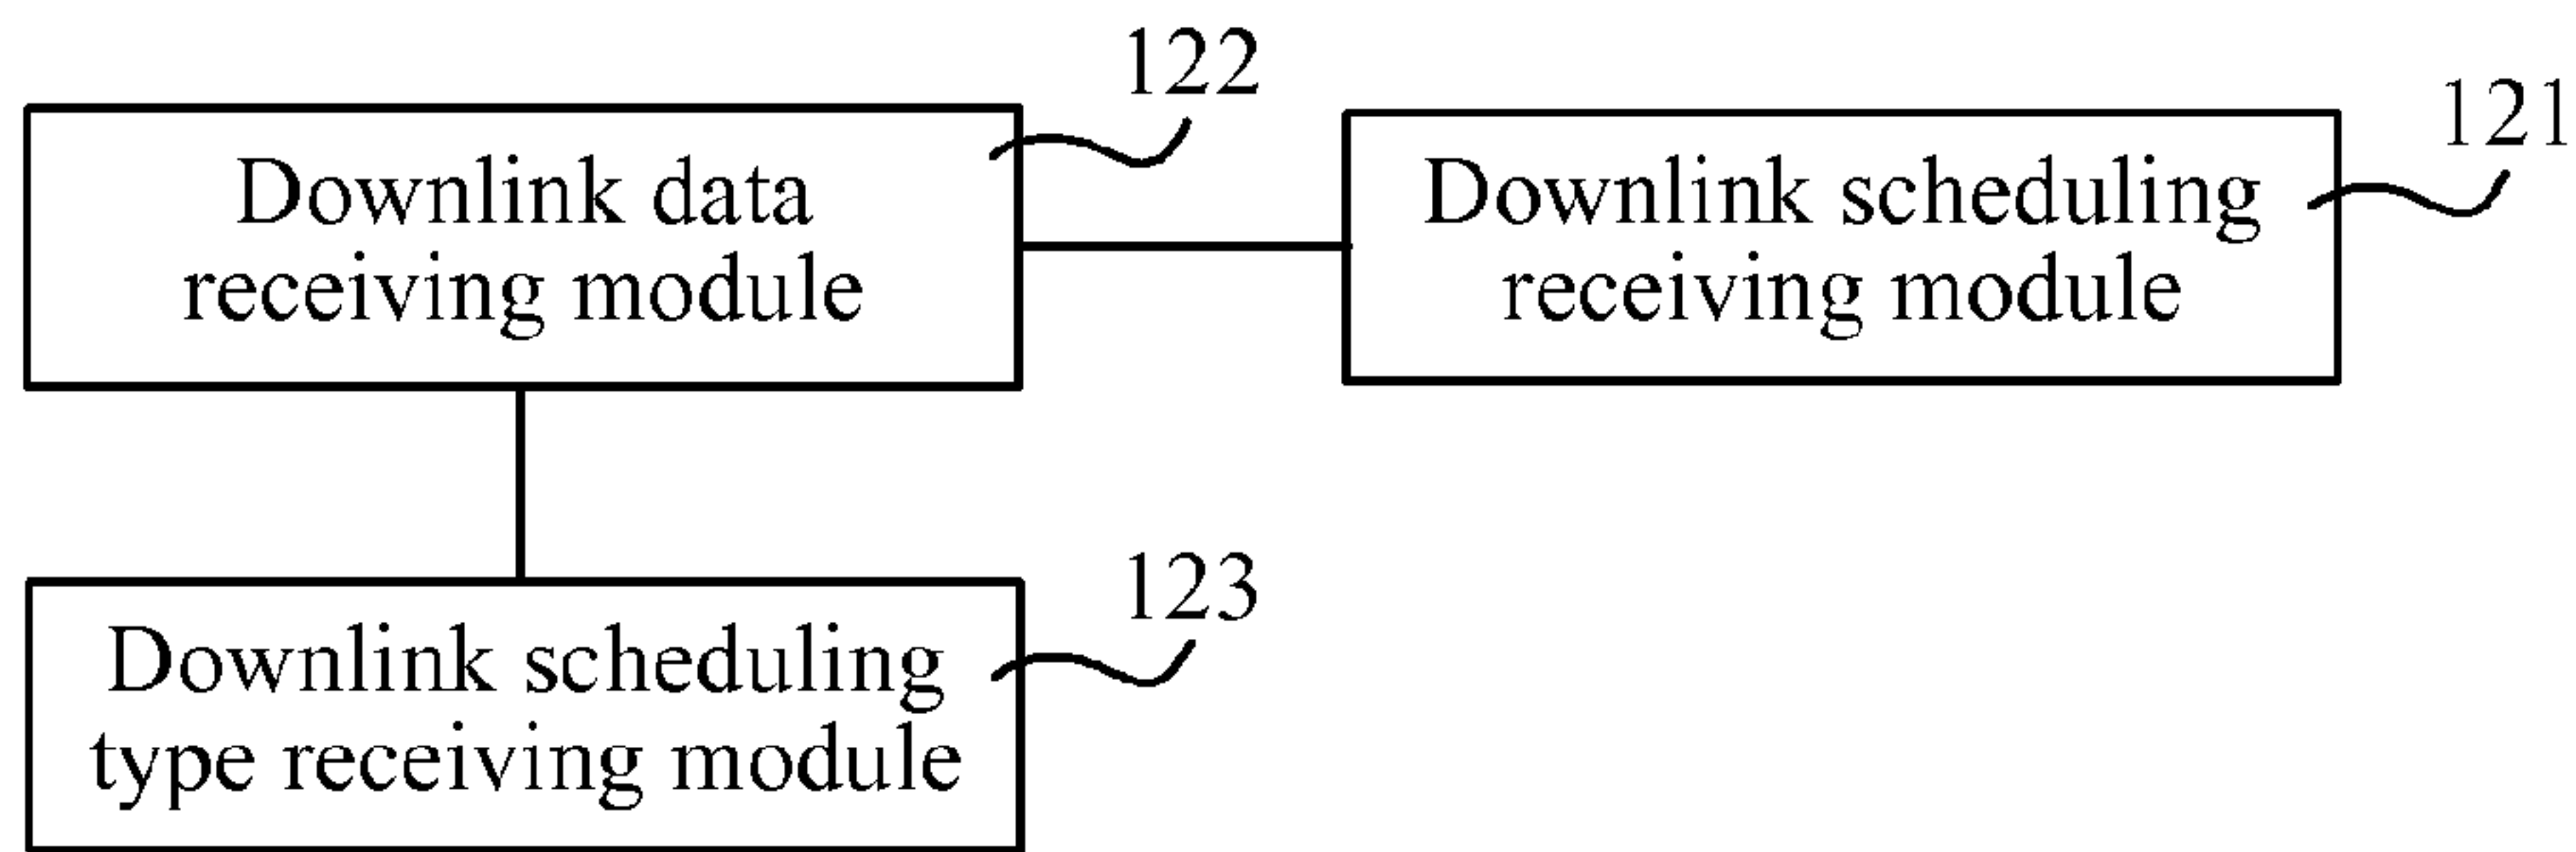 122
121
Downlink data
receiving module
Downlink scheduling
receiving module
123
Downlink scheduling
type receiving module